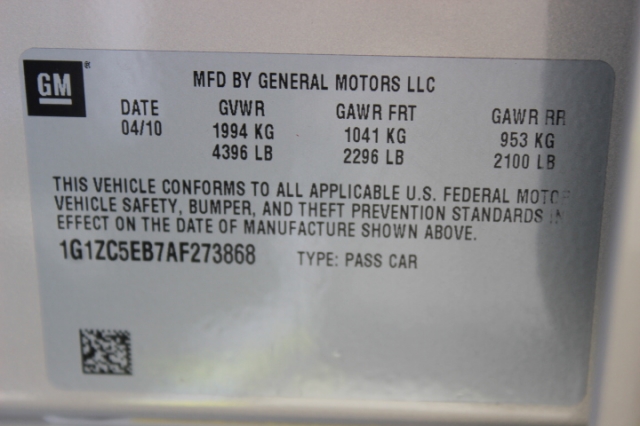 GM
MFD BY GENERAL MOTORS LLC
DATE GVWR GAWR FRT GAWR RR
04/10 1994 KG 1041 KG 953 KG
4396 LB 2296 LB 2100 LB
THIS VEHICLE CONFORMS TO ALL APPLICABLE U.S. FEDERAL MOTOR
VEHICLE SAFETY, BUMPER, AND THEFT PREVENTION STANDARDS IN
EFFECT ON THE DATE OF MANUFACTURE SHOWN ABOVE.
1G1ZC5EB7AF273868 TYPE: PASS CAR